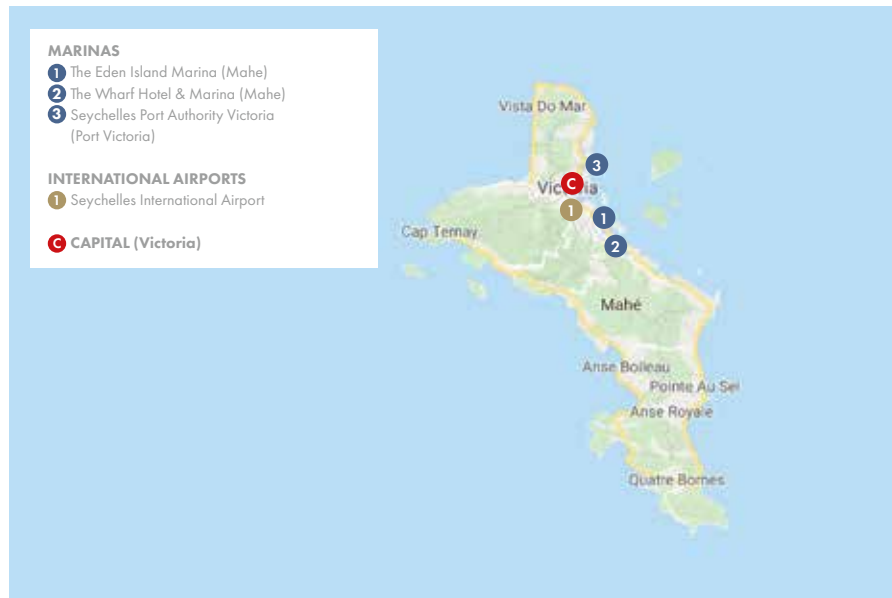 MARINAS
1 The Eden Island Marina (Mahe)
2 The Wharf Hotel & Marina (Mahe)
3 Seychelles Port Authority Victoria
(Port Victoria)
INTERNATIONAL AIRPORTS
1 Seychelles International Airport
C CAPITAL (Victoria)
Vista Do Mar
3
Victoria
C
1
1
Cap Ternay
2
Mahé
Anse Boileau
Pointe Au Sel
Anse Royale
Quatre Bornes